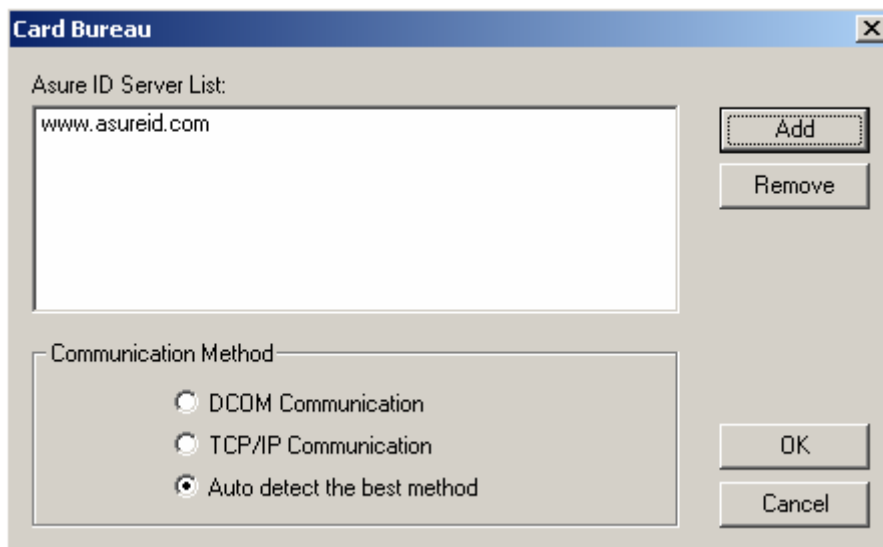 Card Bureau
Asure ID Server List:
www.asureid.com
Add
Remove
Communication Method
DCOM Communication
TCP/IP Communication
Auto detect the best method
OK
Cancel